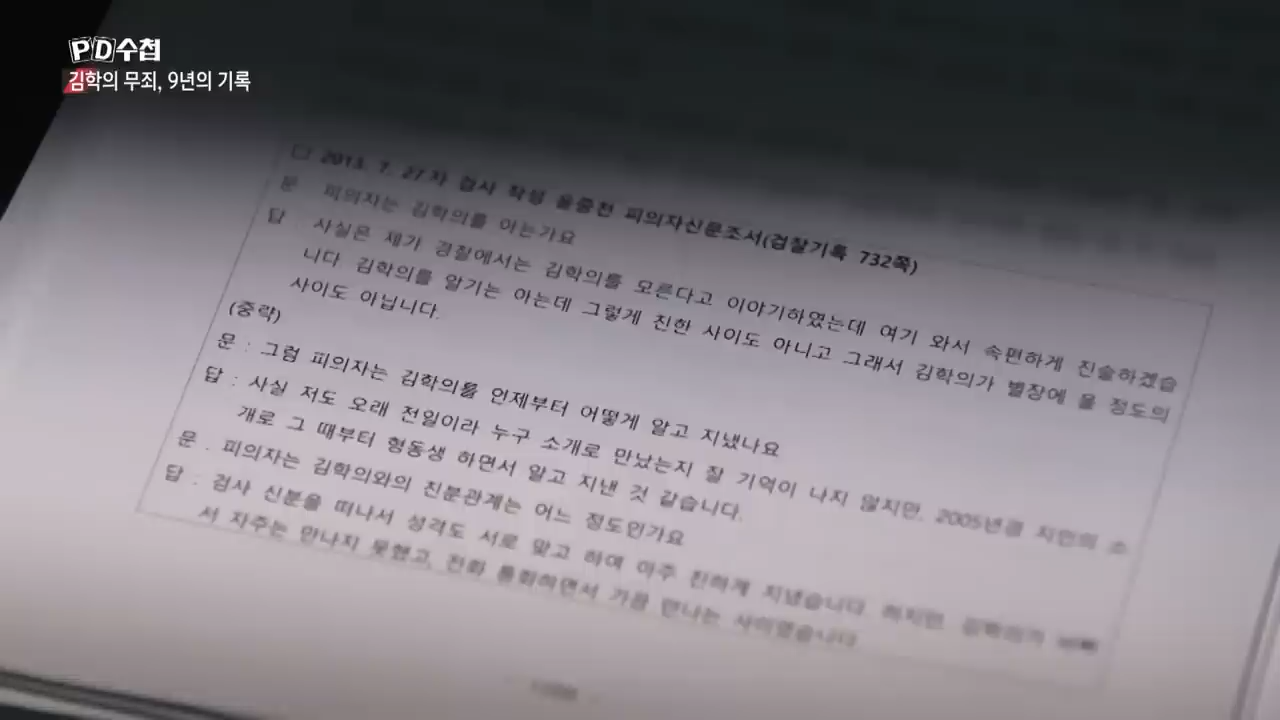 PD수첩
김학의 무죄, 9년의 기록
□ 2013. 7. 27자 검사 작성 윤중천 피의자신문조서(검찰기록 732쪽)
문 피의자는 김학의를 아는가요
답 : 사실은 제가 경찰에서는 김학의를 모른다고 이야기하였는데 여기 와서 속편하게 진술하겠습
니다. 김학의를 알기는 아는데 그렇게 진한 사이도 아니고 그래서 김학의가 별장에 올 정도의
사이도 아닙니다.
(중략)
문 : 그럼 피의자는 김학의를 언제부터 어떻게 알고 지냈나요
답 : 사실 저도 오래 전일이라 누구 소개로 만났는지 잘 기억이 나지 않지만, 2005년경 지인의 소
개로 그 때부터 형동생 하면서 알고 지낸 것 같습니다.
문 : 피의자는 김학의와의 친분관계는 어느 정도인가요
답 : 검사 신분을 떠나서 성격도 서로 맞고 하여 아주 친하게 지냈습니다. 하지만 김학의가
서 자주는 만나지 못했고, 전화 통화하면서 가끔 만나는 사이였습니다.